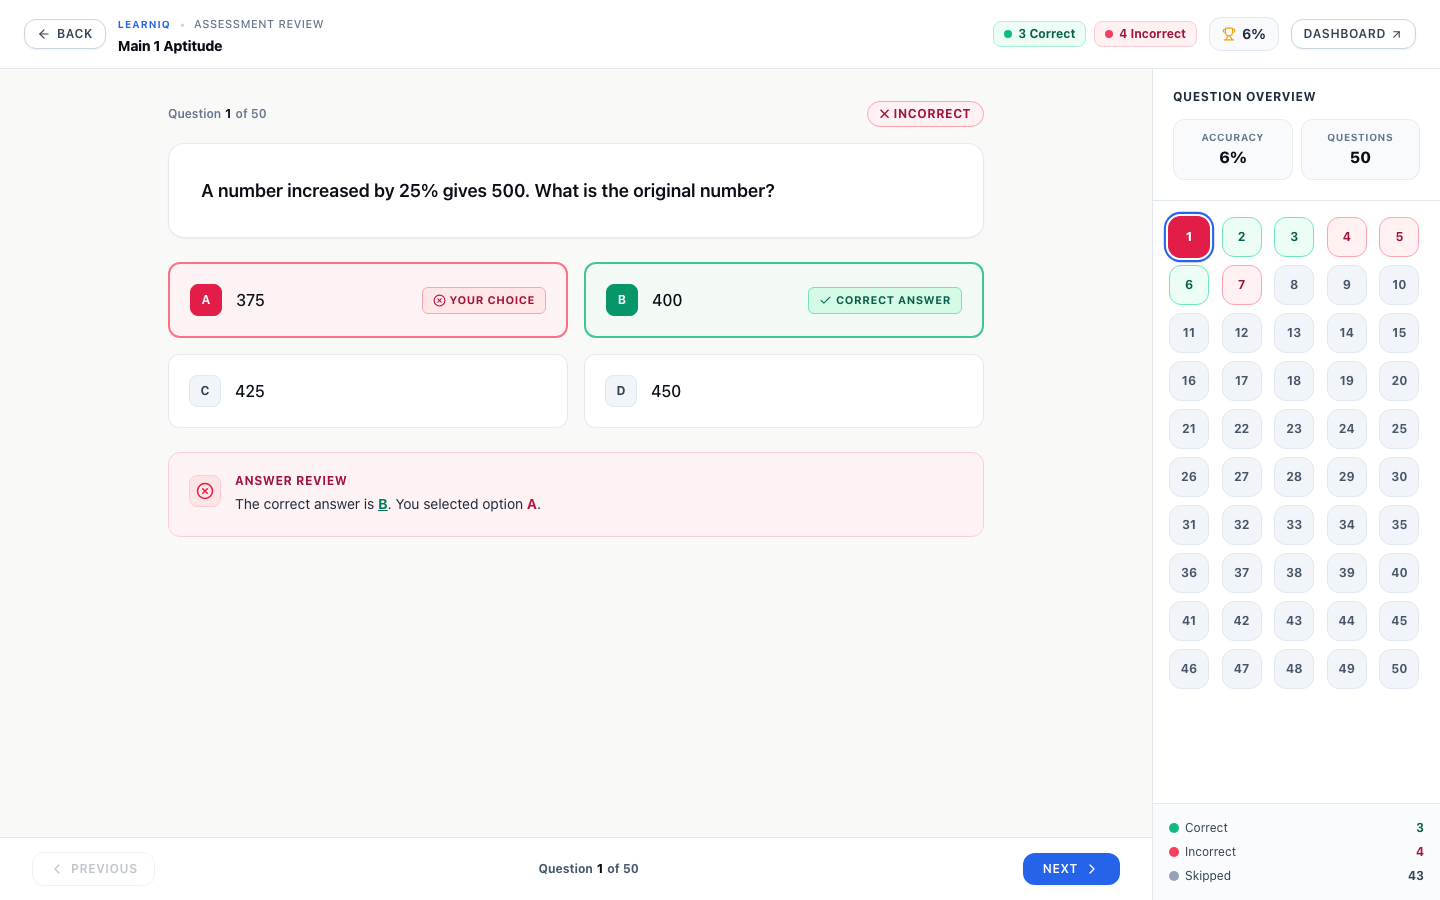 BACK
LEARNIQ • ASSESSMENT REVIEW
Main 1 Aptitude
3 Correct
4 Incorrect
6%
DASHBOARD
Question 1 of 50
INCORRECT
A number increased by 25% gives 500. What is the original number?
A 375 YOUR CHOICE
B 400 CORRECT ANSWER
C 425
D 450
ANSWER REVIEW
The correct answer is B. You selected option A.
PREVIOUS
Question 1 of 50
NEXT
QUESTION OVERVIEW
ACCURACY
6%
QUESTIONS
50
1 2 3 4 5
6 7 8 9 10
11 12 13 14 15
16 17 18 19 20
21 22 23 24 25
26 27 28 29 30
31 32 33 34 35
36 37 38 39 40
41 42 43 44 45
46 47 48 49 50
Correct 3
Incorrect 4
Skipped 43